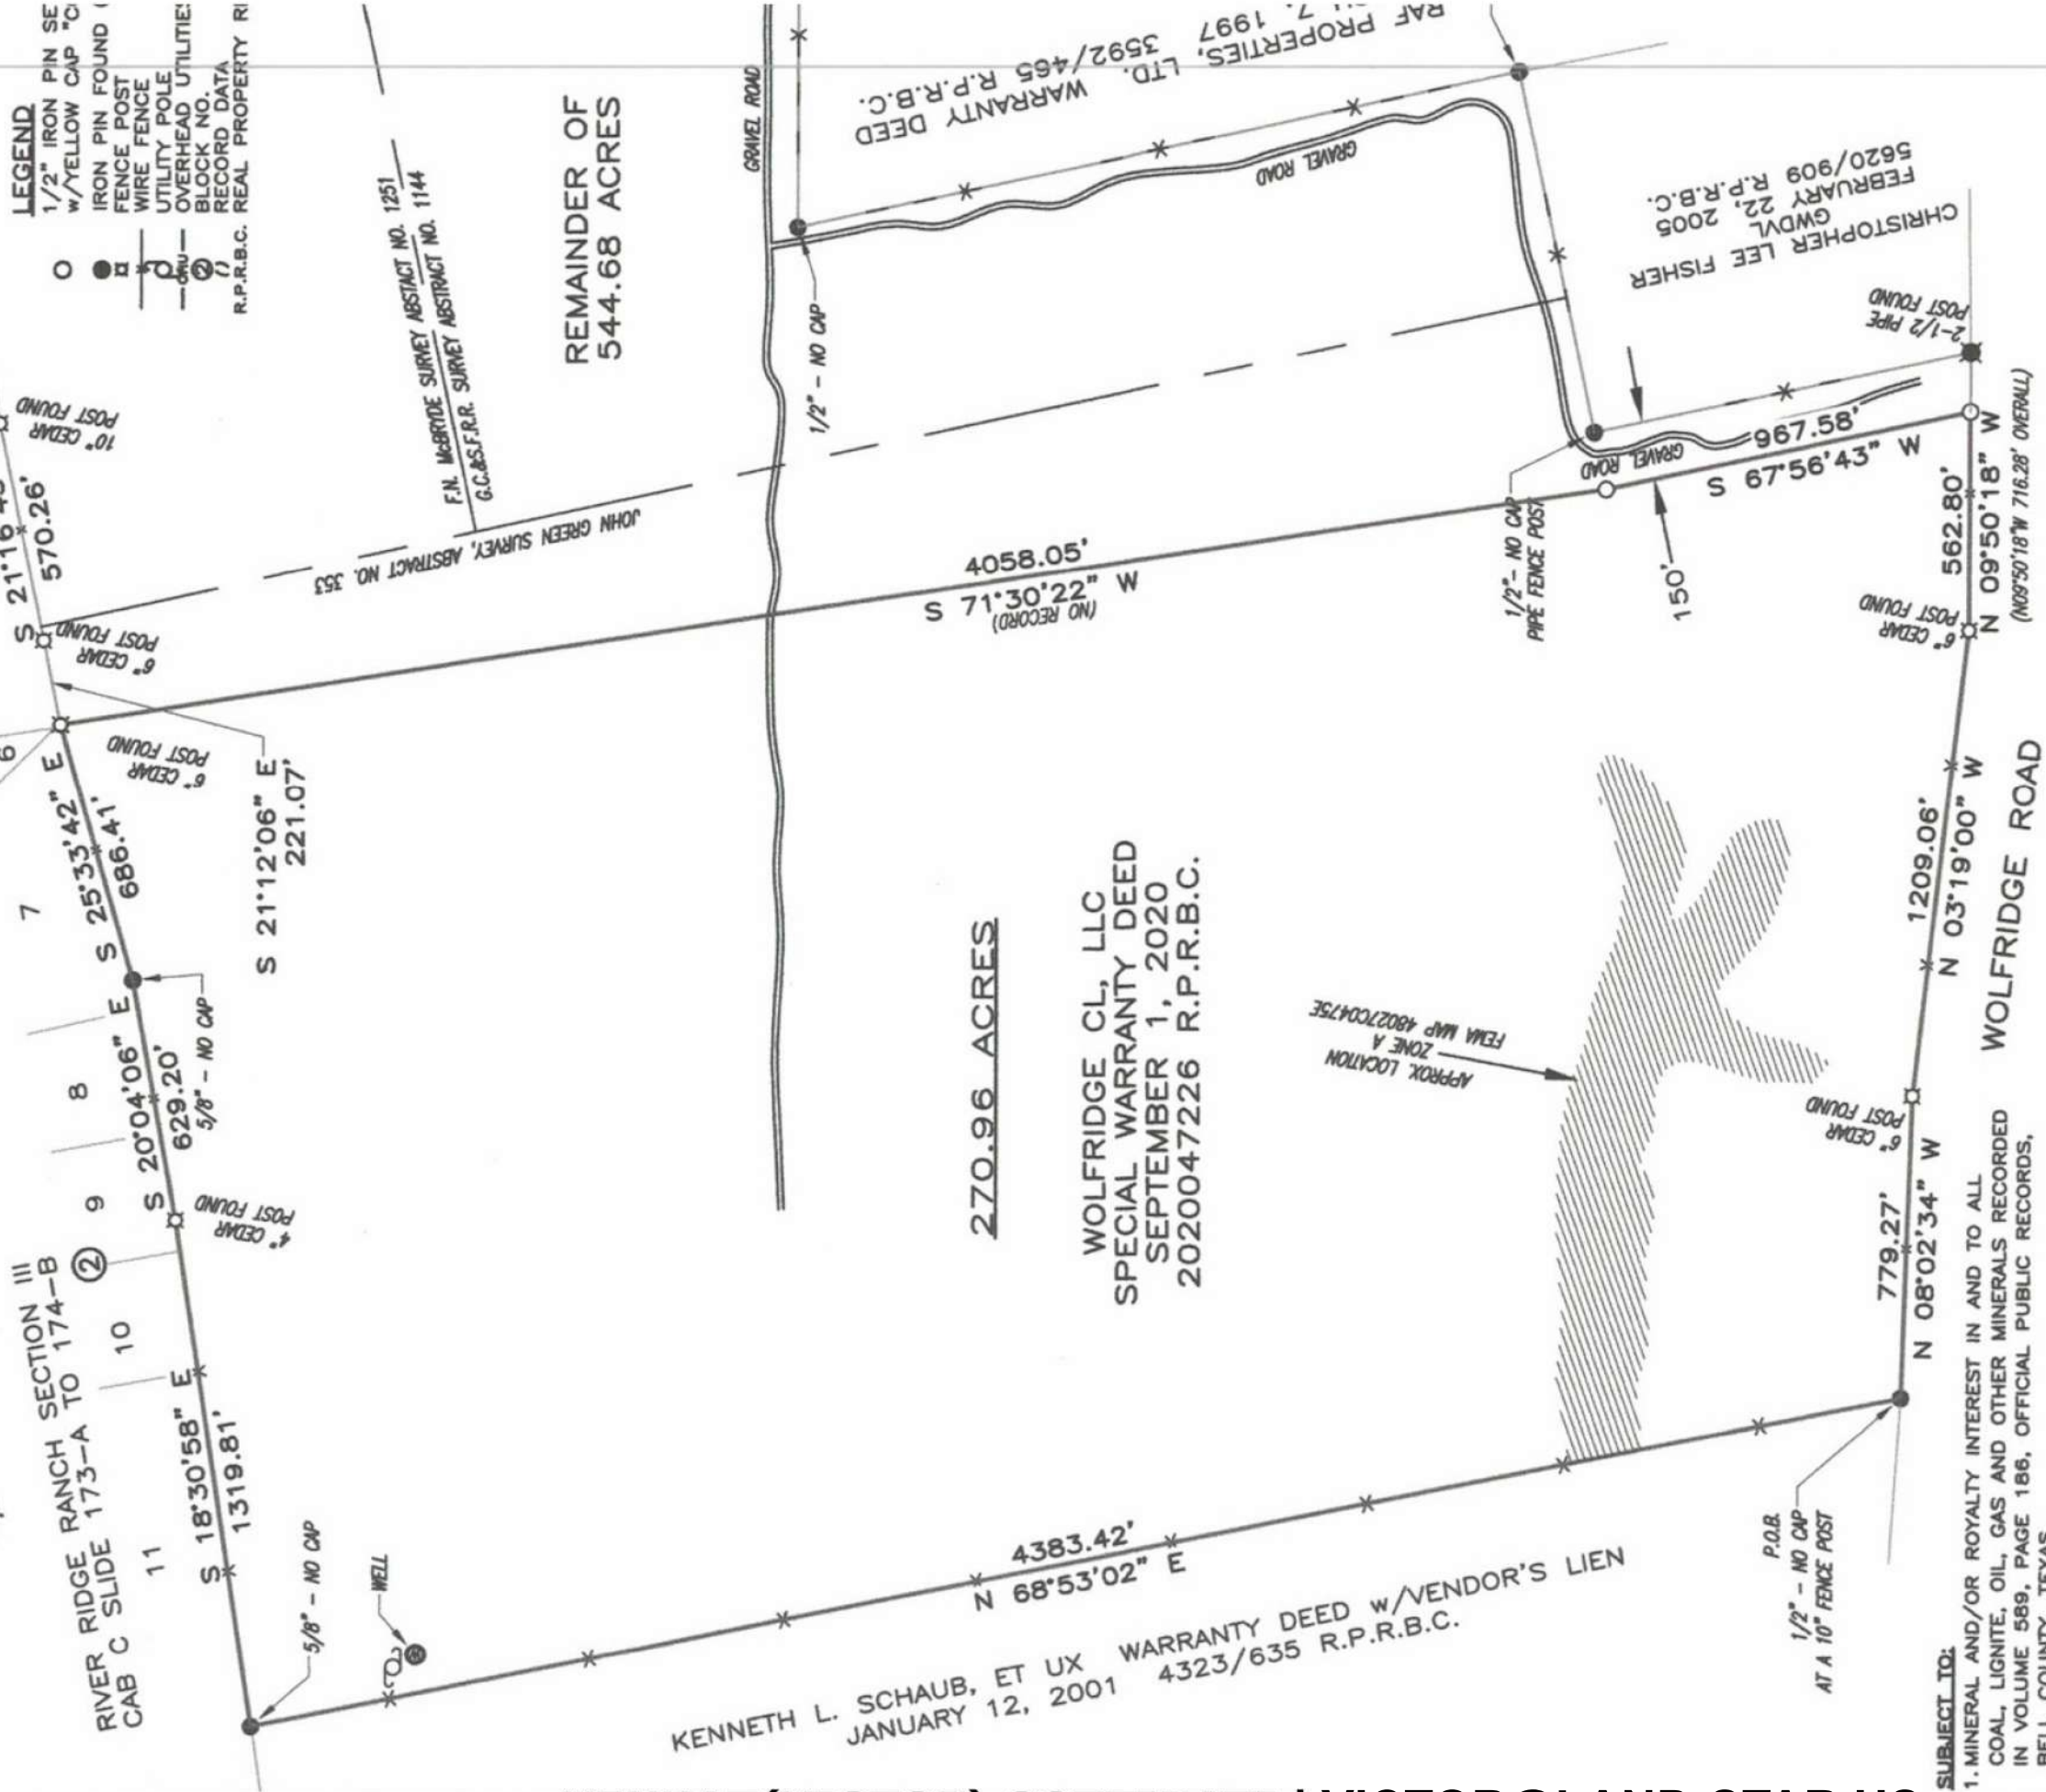 LEGEND
1/2" IRON PIN SE
w/YELLOW CAP "C
IRON PIN FOUND (
FENCE POST
WIRE FENCE
UTILITY POLE
OHU
OVERHEAD UTILITIES
2
BLOCK NO.
()
RECORD DATA
R.P.R.B.C. REAL PROPERTY R
F.N. McBRYDE SURVEY ABSTACT NO. 1251
G.C.&S.F.R.R. SURVEY ABSTRACT NO. 1144
JOHN GREEN SURVEY, ABSTRACT NO. 353
REMAINDER OF
544.68 ACRES
GRAVEL ROAD
RAF PROPERTIES, LTD. WARRANTY DEED
7, 1997 3592/465 R.P.R.B.C.
GRAVEL ROAD
1/2" - NO CAP
CHRISTOPHER LEE FISHER
GWDVL
FEBRUARY 22, 2005
5620/909 R.P.R.B.C.
2-1/2 PIPE
POST FOUND
10" CEDAR
POST FOUND
S 21°16'
570.26'
6" CEDAR
POST FOUND
6" CEDAR
POST FOUND
S 21°12'06" E
221.07'
6
7
8
9
10
11
2
S 25°33'42" E
686.41'
5/8" - NO CAP
S 20°04'06" E
629.20'
4" CEDAR
POST FOUND
RIVER RIDGE RANCH SECTION III
CAB C SLIDE 173-A TO 174-B
S 18°30'58" E
1319.81'
5/8" - NO CAP
WELL
4058.05'
S 71°30'22" W
(NO RECORD)
1/2" - NO CAP
PIPE FENCE POST
GRAVEL ROAD
967.58'
S 67°56'43" W
150'
562.80'
N 09°50'18" W
(N09°50'18"W 716.28' OVERALL)
6" CEDAR
POST FOUND
1209.06'
N 03°19'00" W
WOLFRIDGE ROAD
6" CEDAR
POST FOUND
779.27'
N 08°02'34" W
270.96 ACRES
WOLFRIDGE CL, LLC
SPECIAL WARRANTY DEED
SEPTEMBER 1, 2020
2020047226 R.P.R.B.C.
APPROX. LOCATION
ZONE A
FEMA MAP 48027C0475E
4383.42'
N 68°53'02" E
KENNETH L. SCHAUB, ET UX WARRANTY DEED w/VENDOR'S LIEN
JANUARY 12, 2001 4323/635 R.P.R.B.C.
P.O.B.
1/2" - NO CAP
AT A 10" FENCE POST
SUBJECT TO:
1. MINERAL AND/OR ROYALTY INTEREST IN AND TO ALL
COAL, LIGNITE, OIL, GAS AND OTHER MINERALS RECORDED
IN VOLUME 589, PAGE 186, OFFICIAL PUBLIC RECORDS,
BELL COUNTY, TEXAS